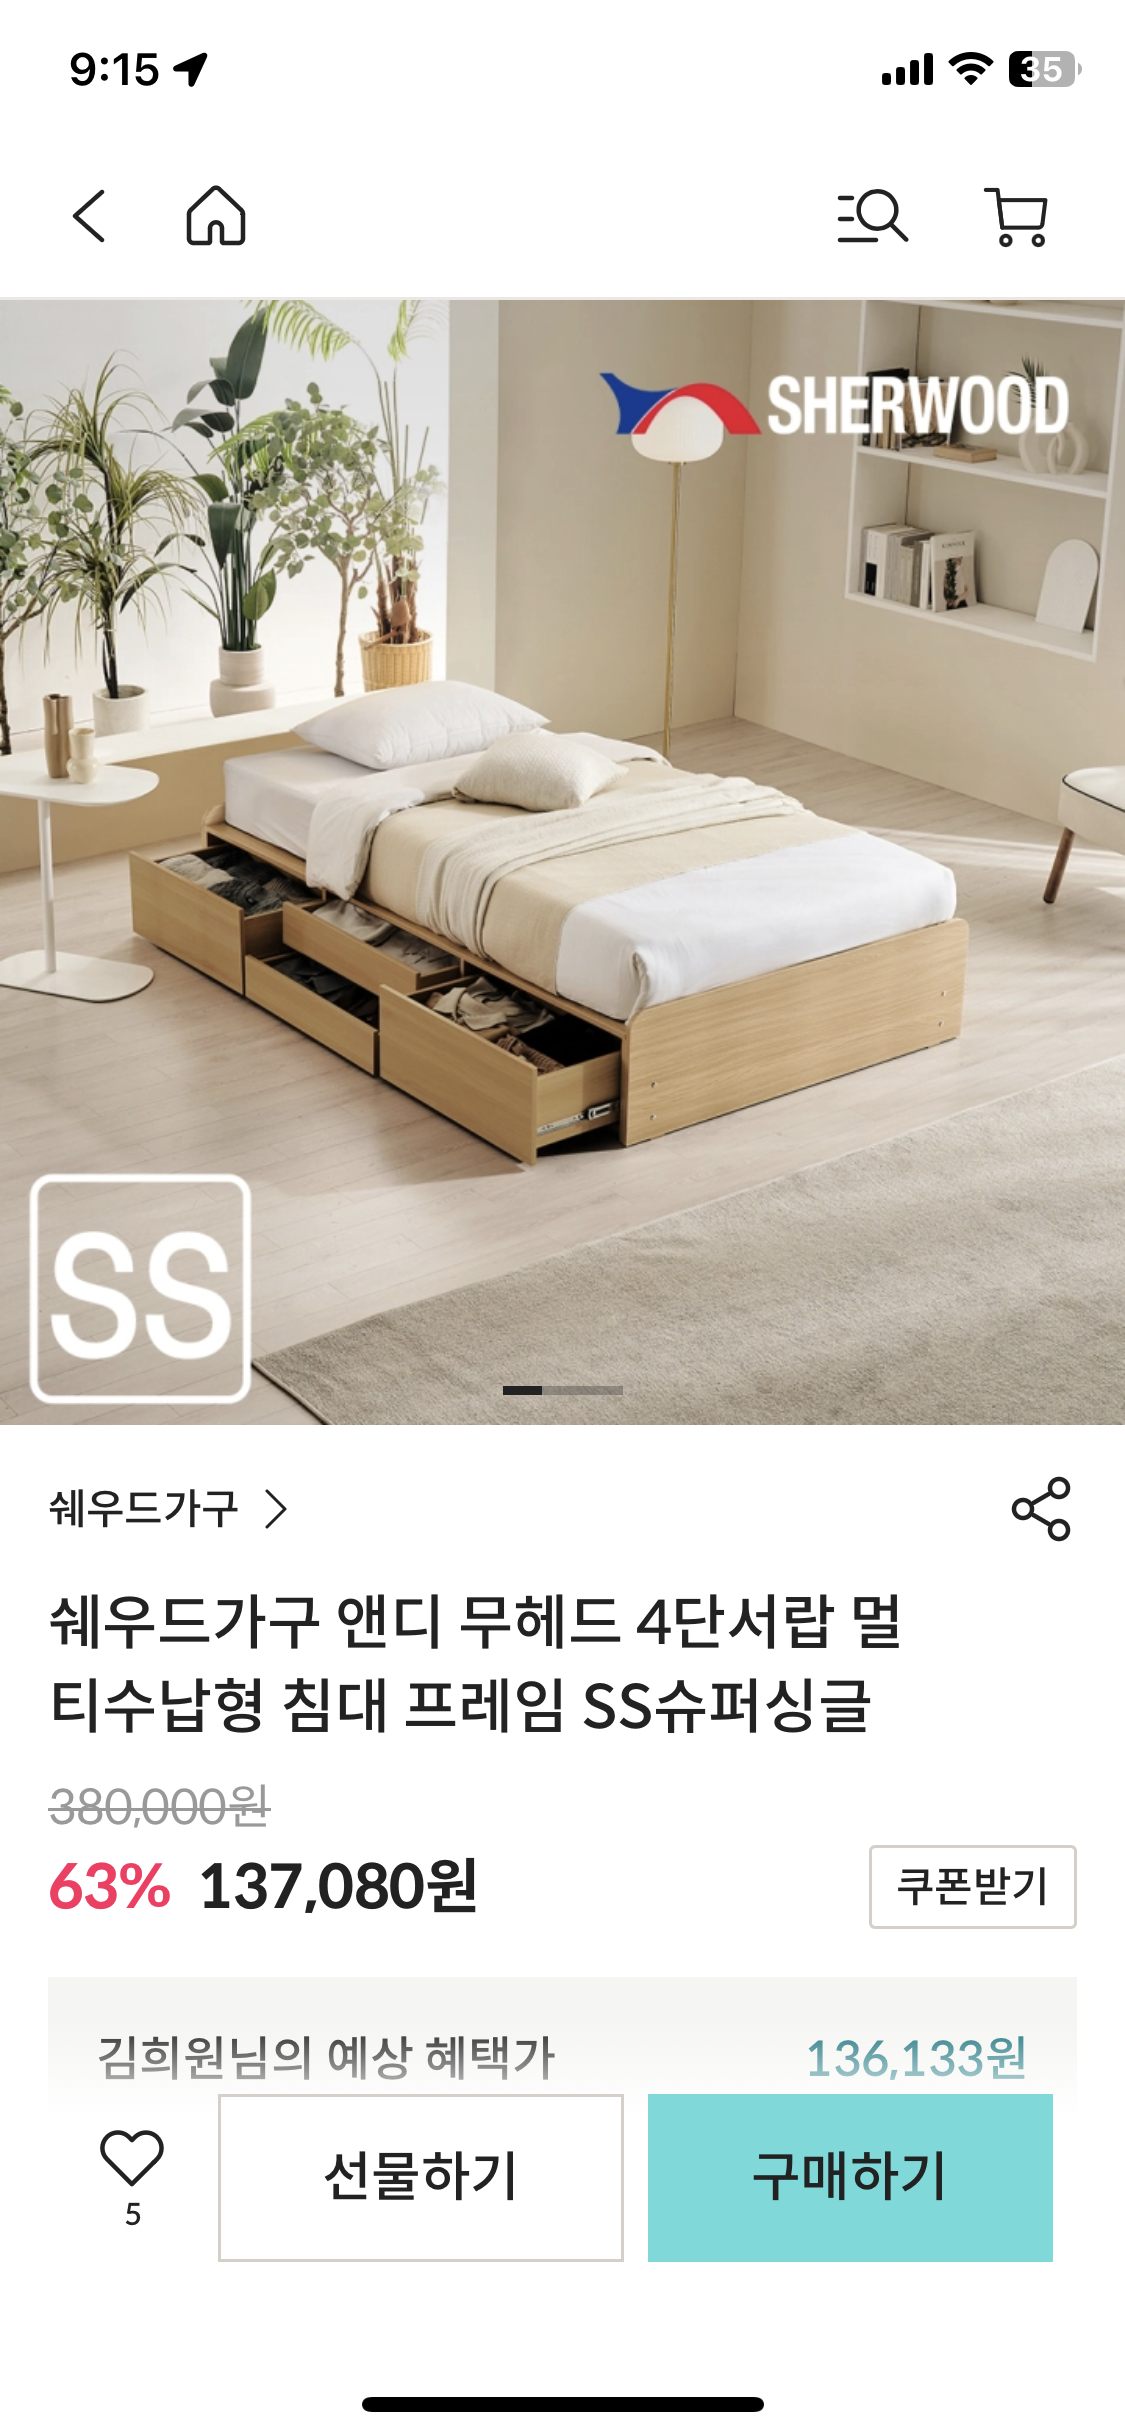 9:15
35
SHERWOOD
SS
쉐우드가구
쉐우드가구 앤디 무헤드 4단서랍 멀
티수납형 침대 프레임 SS슈퍼싱글
380,000원
63% 137,080원
쿠폰받기
김희원님의 예상 혜택가 136,133원
5
선물하기
구매하기